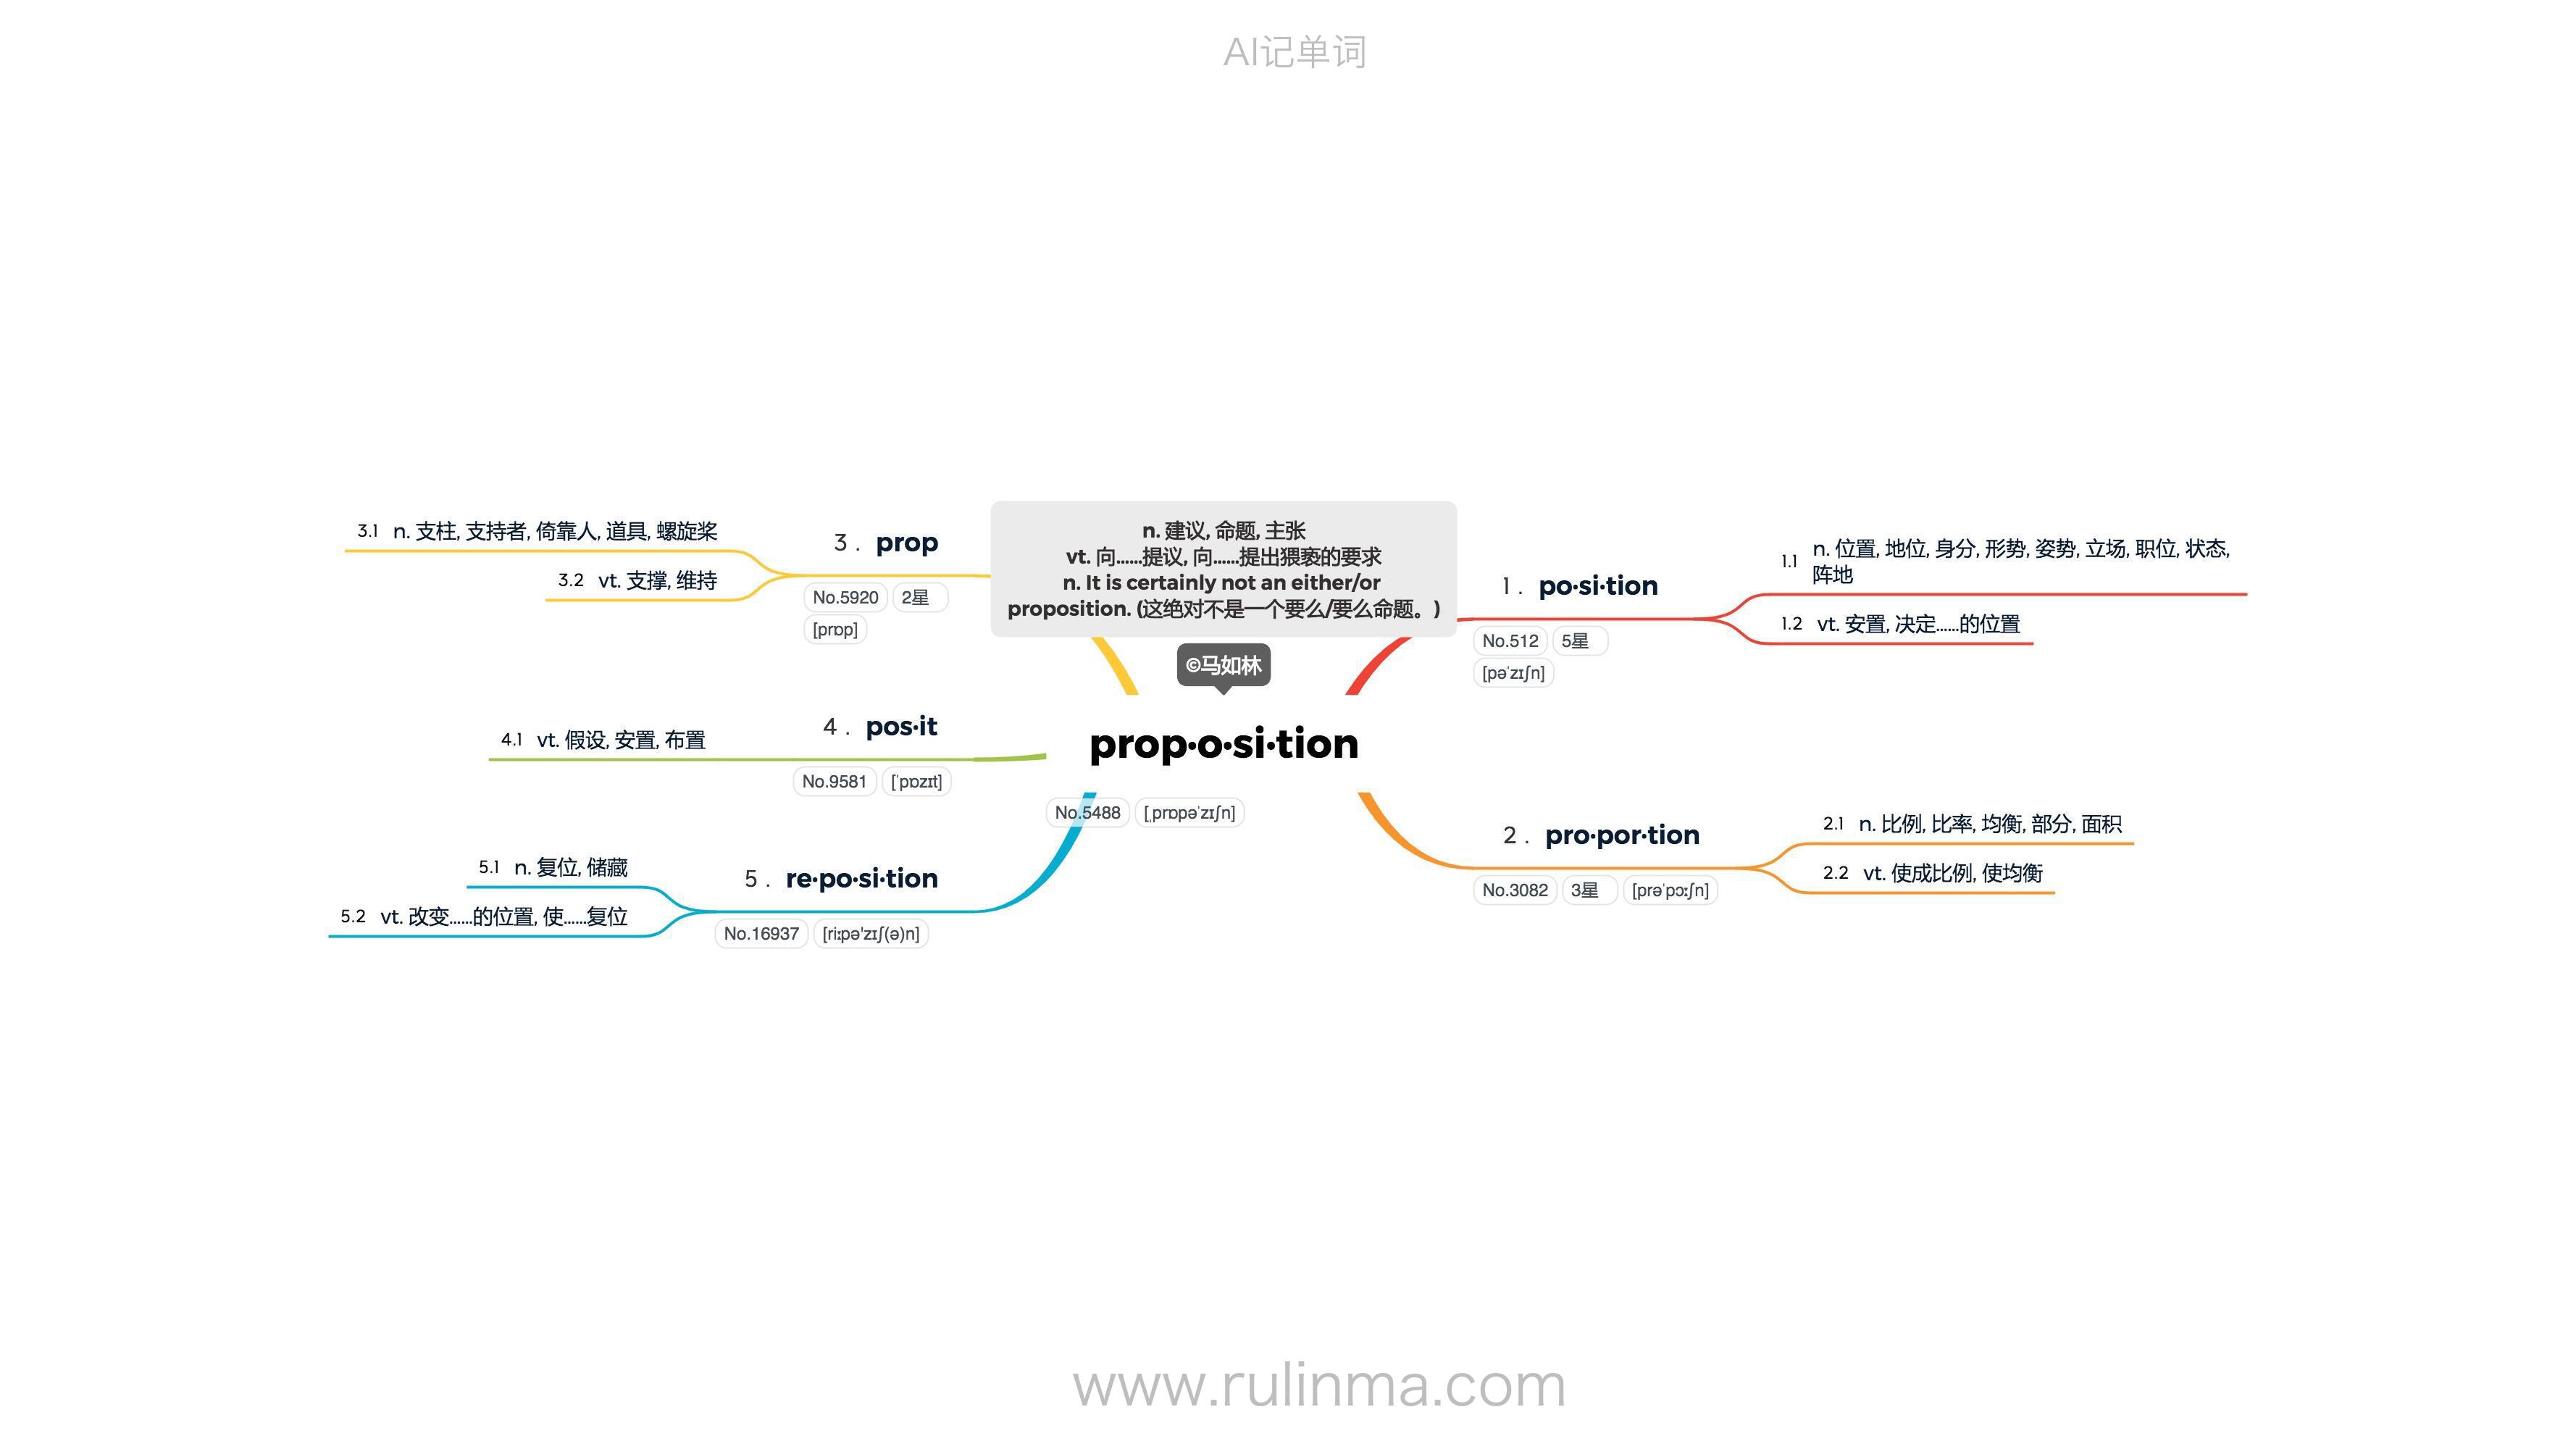 AI记单词
n. 建议, 命题, 主张
vt. 向......提议, 向......提出猥亵的要求
n. It is certainly not an either/or
proposition. (这绝对不是一个要么/要么命题。)
©马如林
prop·o·si·tion
No.5488 [ˌprɒpəˈzɪʃn]
1 . po·si·tion
No.512 5星
[pəˈzɪʃn]
1.1 n. 位置, 地位, 身分, 形势, 姿势, 立场, 职位, 状态,
阵地
1.2 vt. 安置, 决定......的位置
2 . pro·por·tion
No.3082 3星 [prəˈpɔːʃn]
2.1 n. 比例, 比率, 均衡, 部分, 面积
2.2 vt. 使成比例, 使均衡
3 . prop
No.5920 2星
[prɒp]
3.1 n. 支柱, 支持者, 倚靠人, 道具, 螺旋桨
3.2 vt. 支撑, 维持
4 . pos·it
No.9581 [ˈpɒzɪt]
4.1 vt. 假设, 安置, 布置
5 . re·po·si·tion
No.16937 [riːpə'zɪʃ(ə)n]
5.1 n. 复位, 储藏
5.2 vt. 改变......的位置, 使......复位
www.rulinma.com